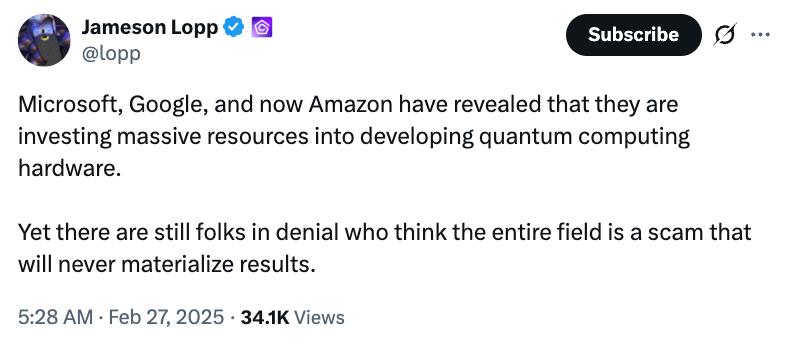 Jameson Lopp
@lopp
Subscribe
Microsoft, Google, and now Amazon have revealed that they are
investing massive resources into developing quantum computing
hardware.
Yet there are still folks in denial who think the entire field is a scam that
will never materialize results.
5:28 AM · Feb 27, 2025 · 34.1K Views